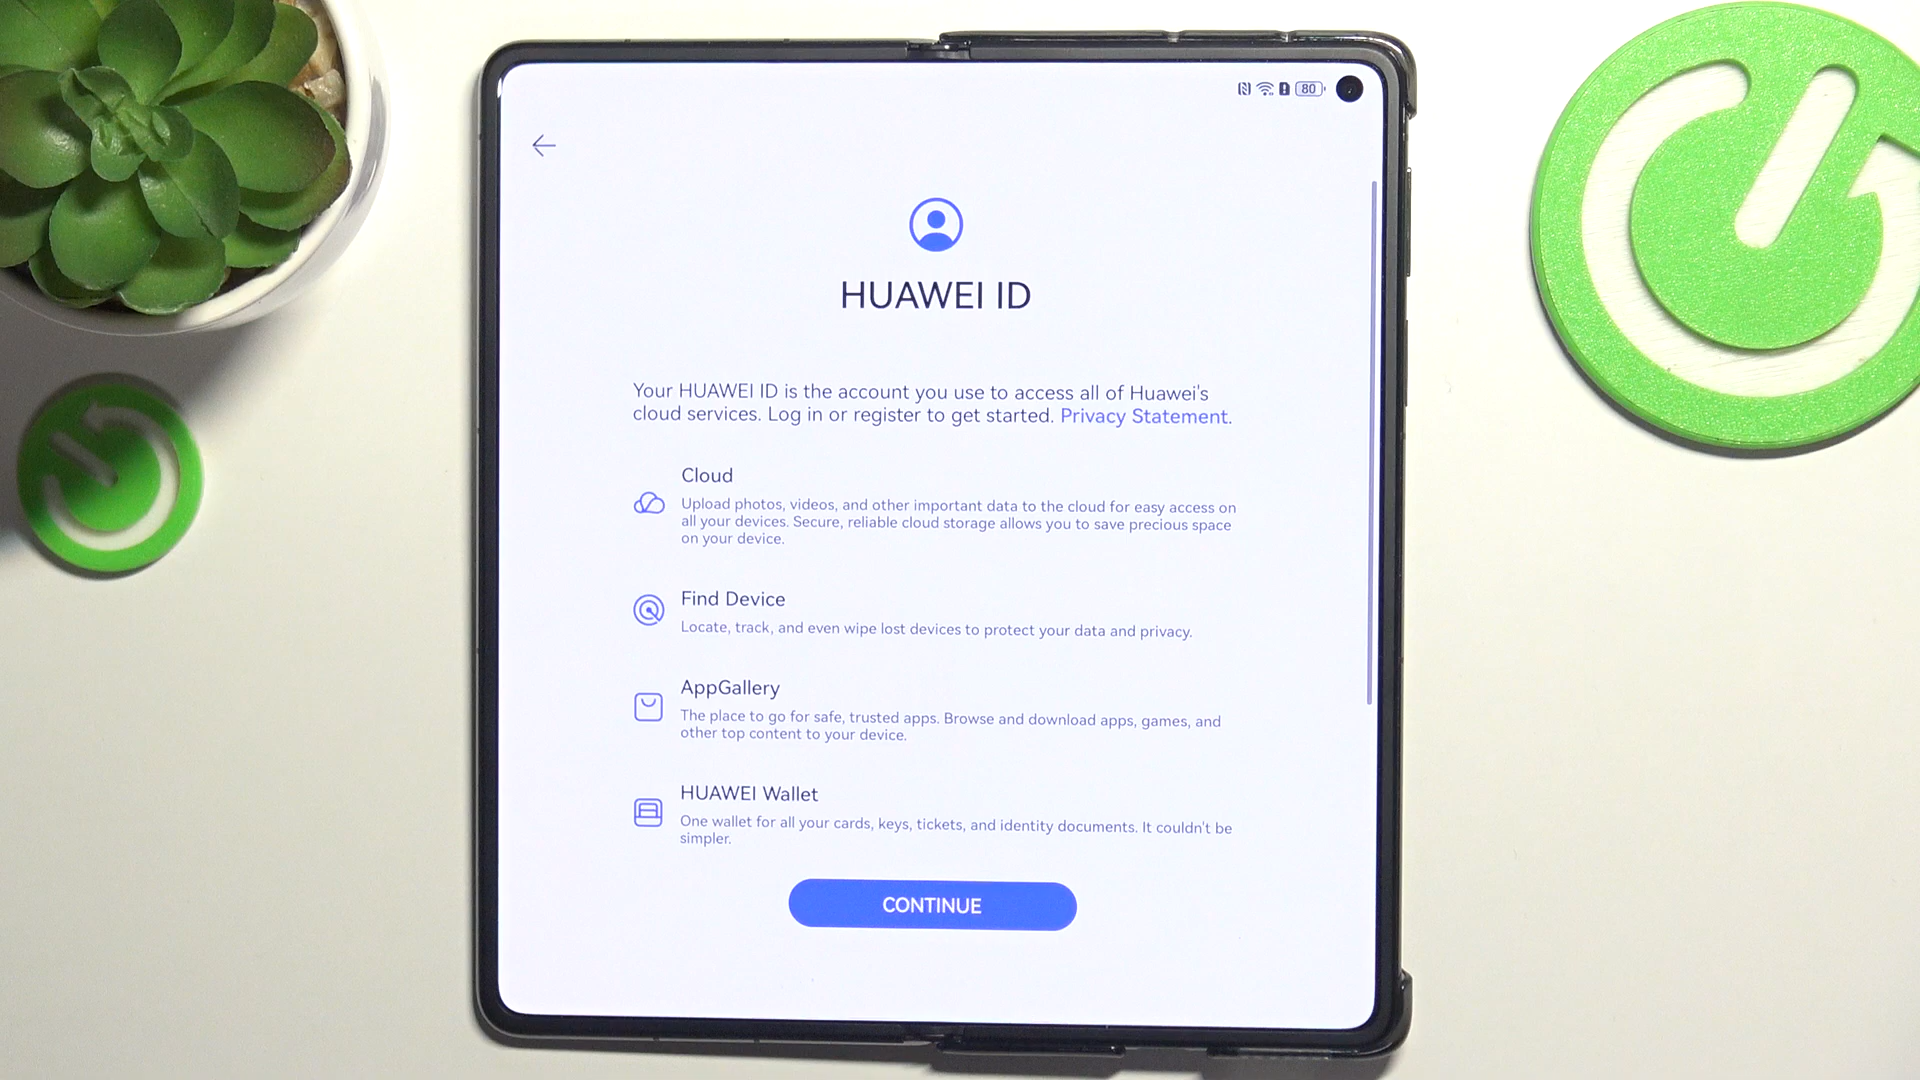 80
HUAWEI ID
Your HUAWEI ID is the account you use to access all of Huawei's
cloud services. Log in or register to get started. Privacy Statement.
Cloud
Upload photos, videos, and other important data to the cloud for easy access on
all your devices. Secure, reliable cloud storage allows you to save precious space
on your device.
Find Device
Locate, track, and even wipe lost devices to protect your data and privacy.
AppGallery
The place to go for safe, trusted apps. Browse and download apps, games, and
other top content to your device.
HUAWEI Wallet
One wallet for all your cards, keys, tickets, and identity documents. It couldn't be
simpler.
CONTINUE